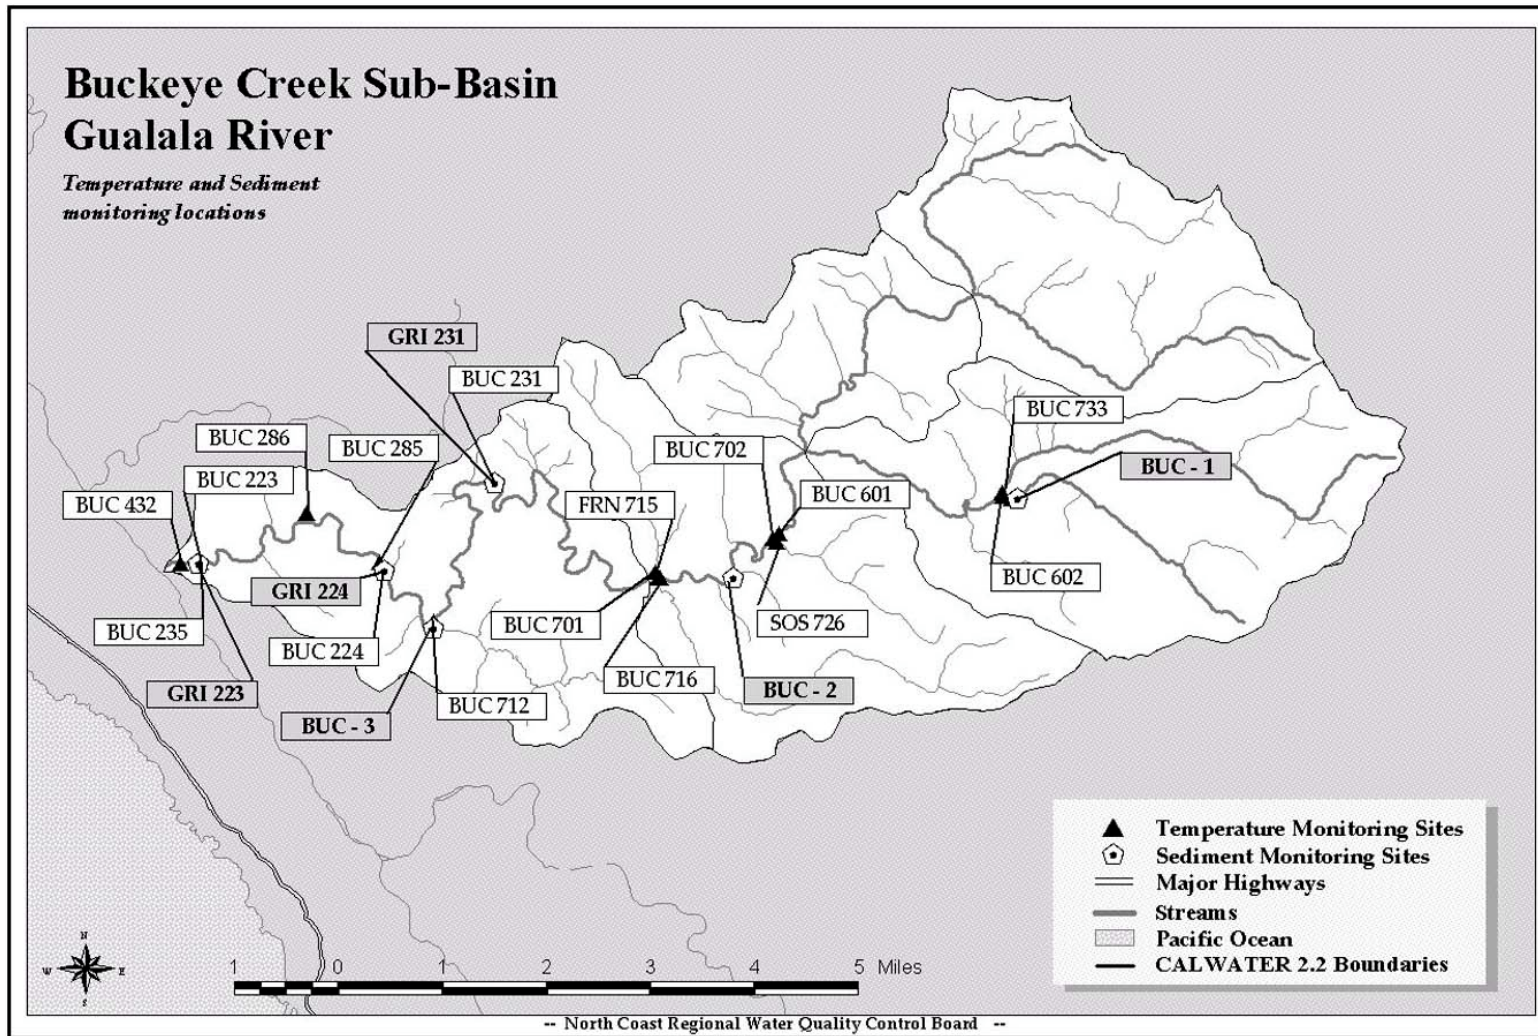 Buckeye Creek Sub-Basin
Gualala River
Temperature and Sediment
monitoring locations
GRI 231
BUC 231
BUC 733
BUC 286
BUC 285
BUC 702
BUC - 1
BUC 223
BUC 432
FRN 715
BUC 601
BUC 602
GRI 224
BUC 235
BUC 701
SOS 726
BUC 224
BUC 716
BUC - 2
GRI 223
BUC 712
BUC - 3
Temperature Monitoring Sites
Sediment Monitoring Sites
Major Highways
Streams
Pacific Ocean
CALWATER 2.2 Boundaries
N
W E
S
1 0 1 2 3 4 5 Miles
-- North Coast Regional Water Quality Control Board --